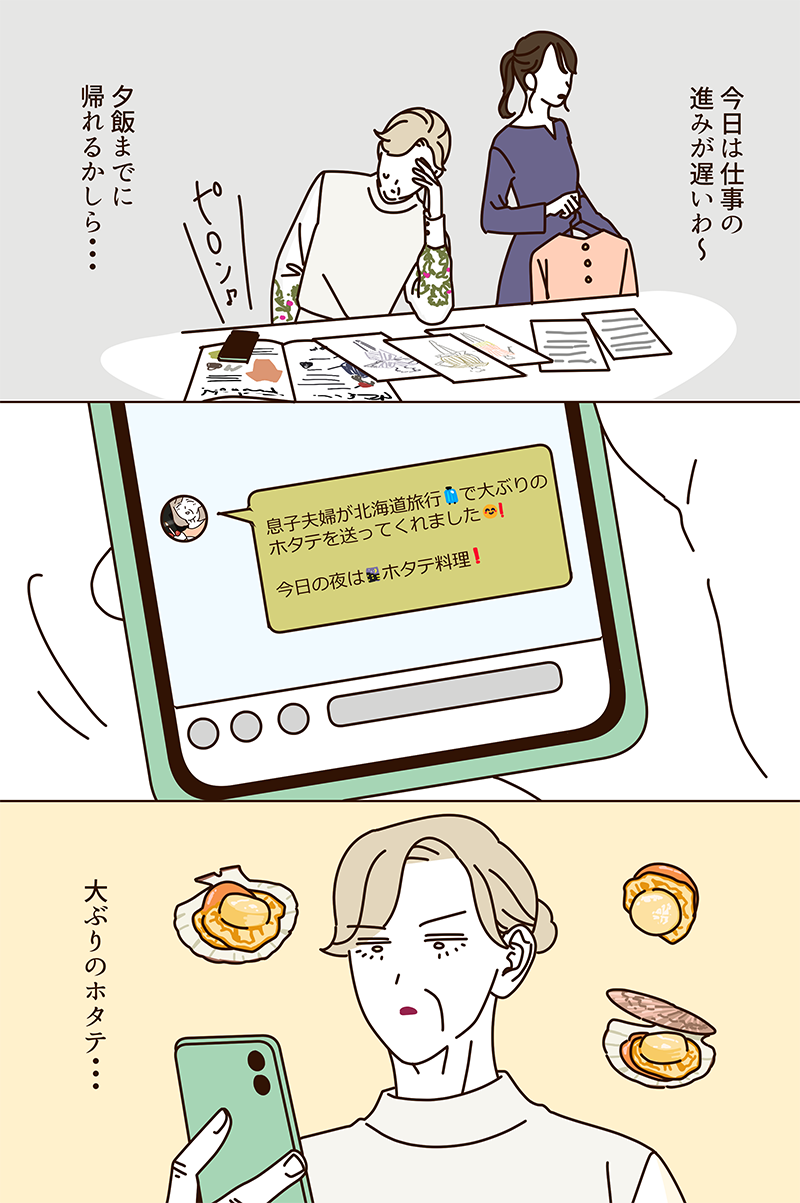 今日は仕事の
進みが遅いわ～
夕飯までに
帰れるかしら・・・
ピロン♪
息子夫婦が北海道旅行🧳で大ぶりの
ホタテを送ってくれました😊❗
今日の夜は🌃ホタテ料理❗
大ぶりのホタテ・・・